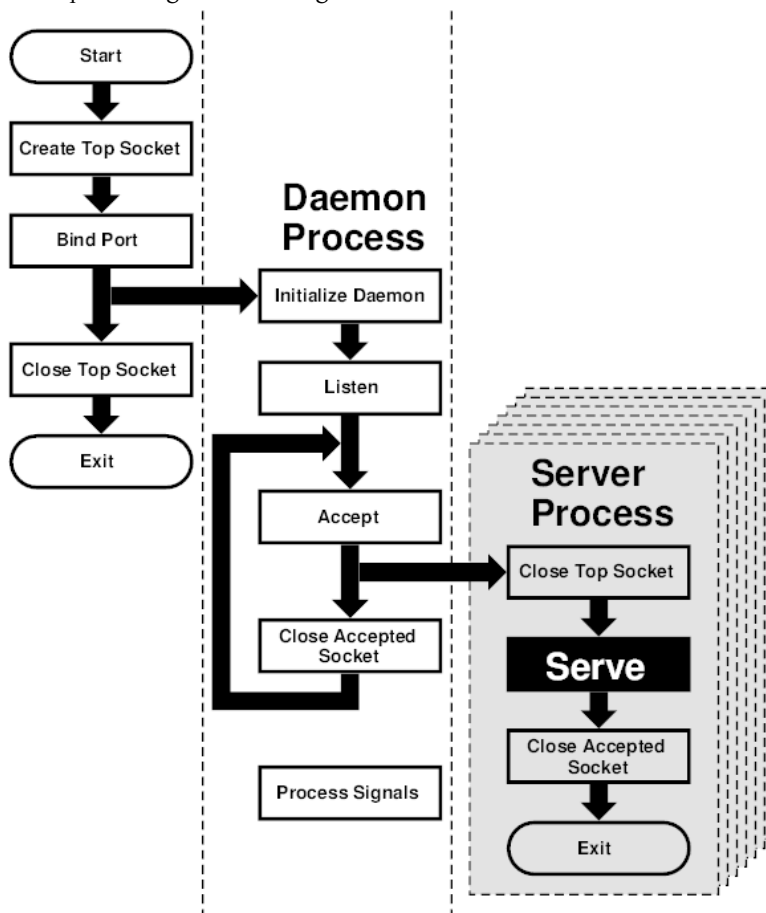 Start
Create Top Socket
Bind Port
Close Top Socket
Exit
Daemon
Process
Initialize Daemon
Listen
Accept
Close Accepted
Socket
Process Signals
Server
Process
Close Top Socket
Serve
Close Accepted
Socket
Exit